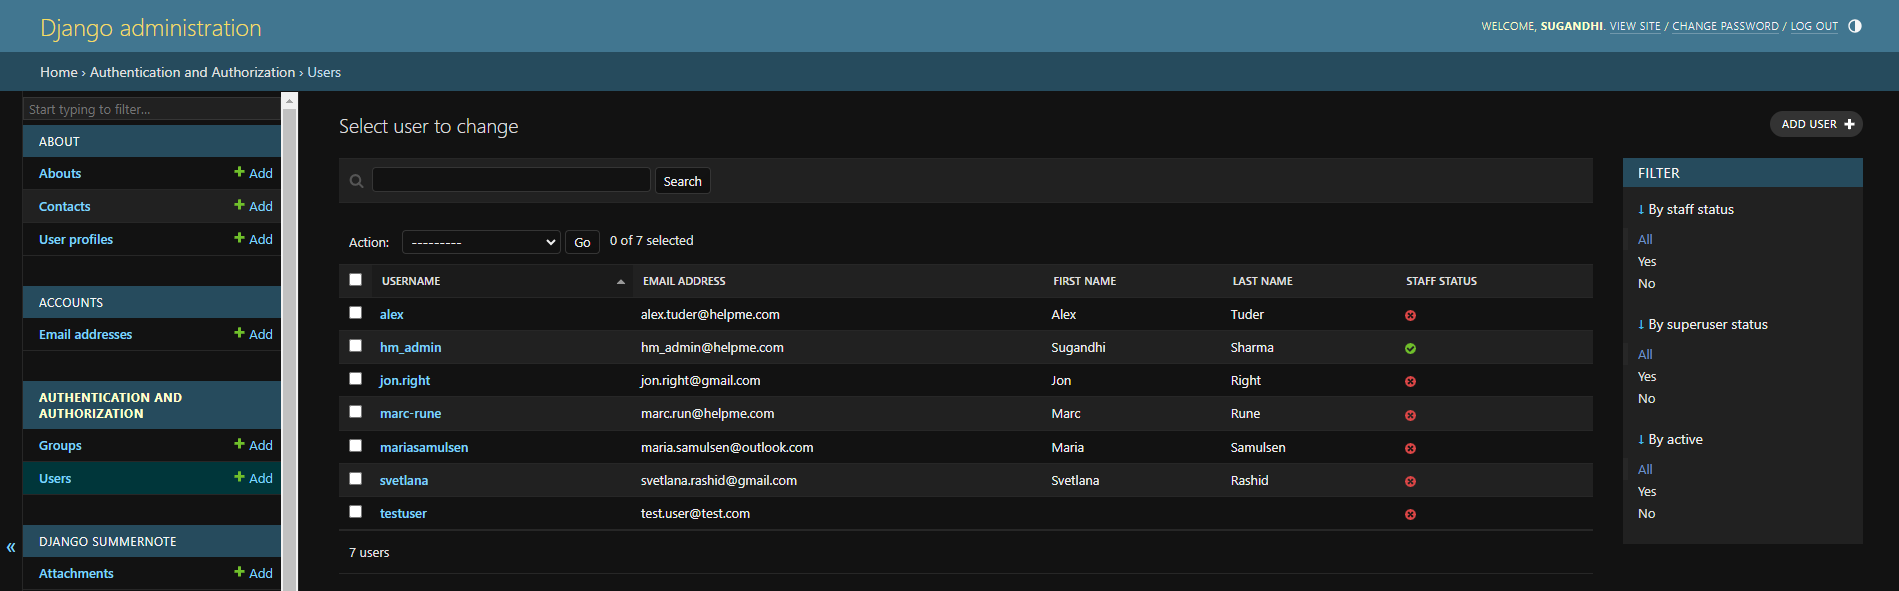 Django administration
WELCOME, SUGANDHI. VIEW SITE / CHANGE PASSWORD / LOG OUT
Home › Authentication and Authorization › Users
Start typing to filter...
ABOUT
Abouts + Add
Contacts + Add
User profiles + Add
ACCOUNTS
Email addresses + Add
AUTHENTICATION AND
AUTHORIZATION
Groups + Add
Users + Add
DJANGO SUMMERNOTE
Attachments + Add
«
Select user to change
ADD USER +
Search
Action: --------- Go 0 of 7 selected
USERNAME EMAIL ADDRESS FIRST NAME LAST NAME STAFF STATUS
alex alex.tuder@helpme.com Alex Tuder
hm_admin hm_admin@helpme.com Sugandhi Sharma
jon.right jon.right@gmail.com Jon Right
marc-rune marc.run@helpme.com Marc Rune
mariasamulsen maria.samulsen@outlook.com Maria Samulsen
svetlana svetlana.rashid@gmail.com Svetlana Rashid
testuser test.user@test.com
7 users
FILTER
↓ By staff status
All
Yes
No
↓ By superuser status
All
Yes
No
↓ By active
All
Yes
No